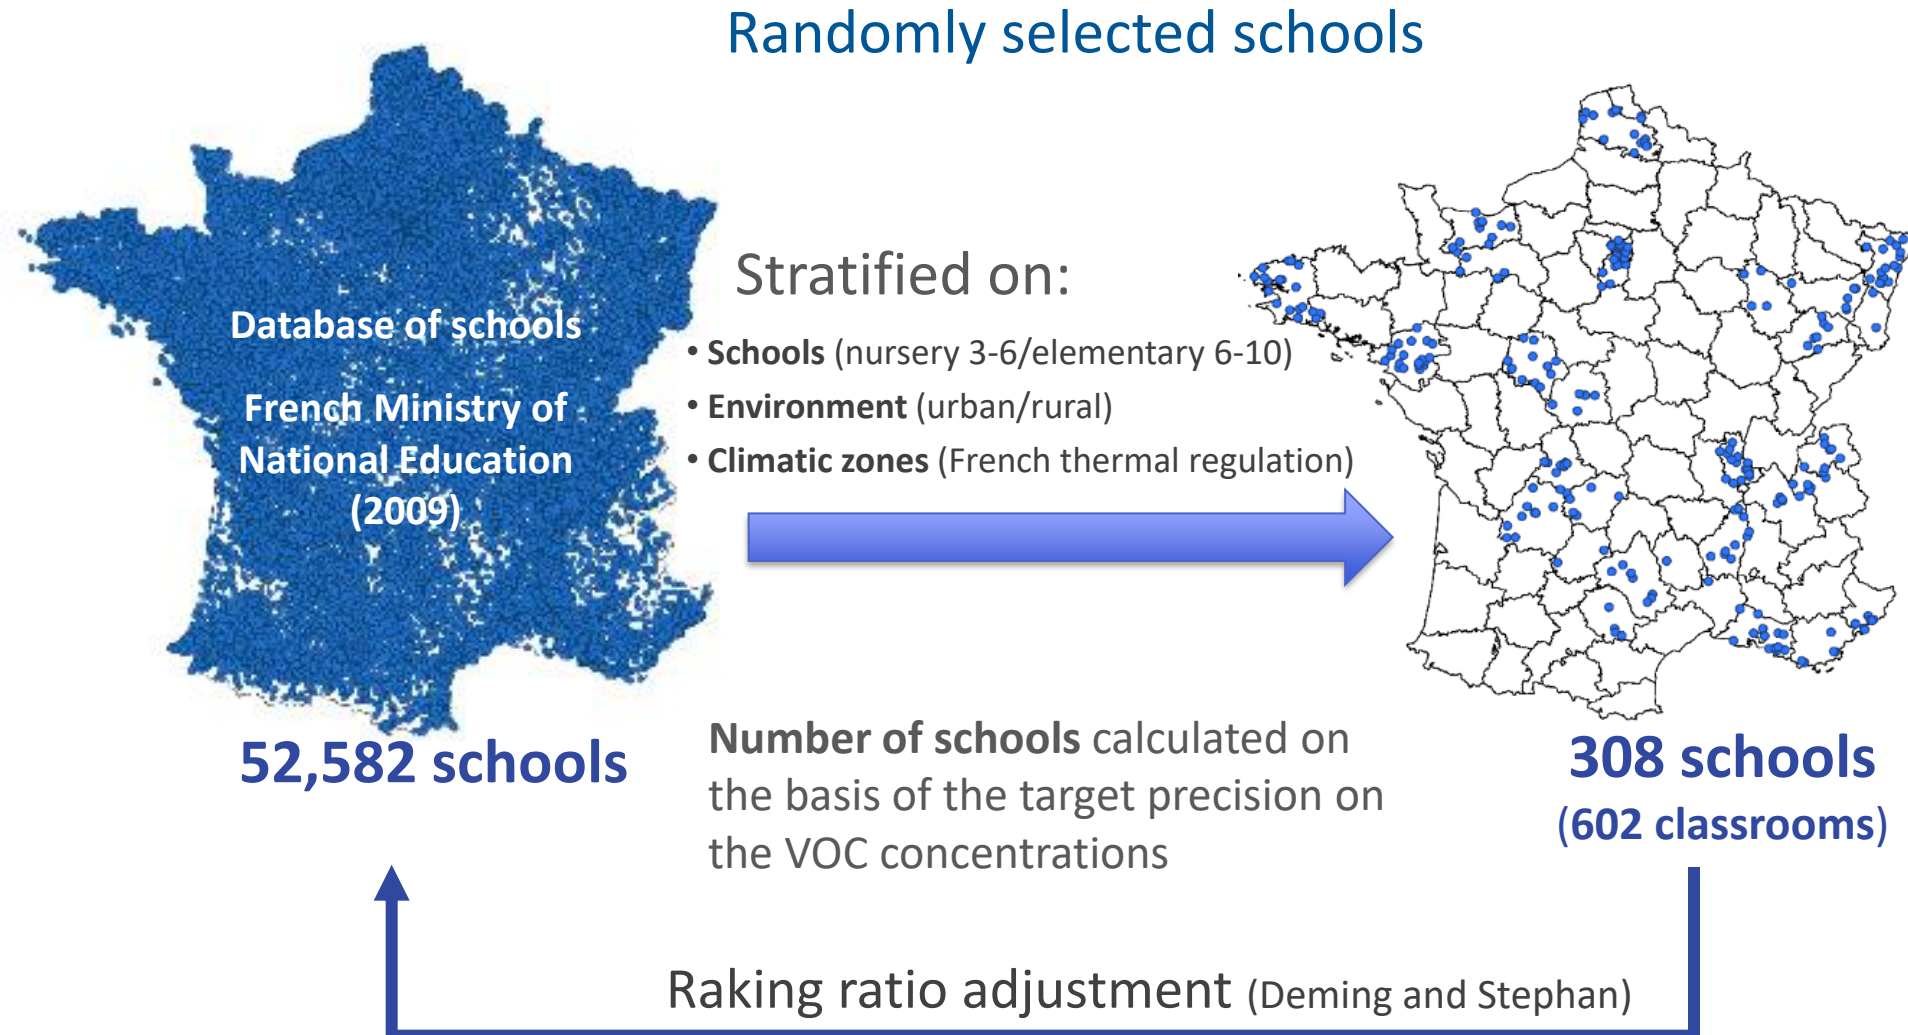 Randomly selected schools
Database of schools
French Ministry of
National Education
(2009)
52,582 schools
Stratified on:
• Schools (nursery 3-6/elementary 6-10)
• Environment (urban/rural)
• Climatic zones (French thermal regulation)
Number of schools calculated on
the basis of the target precision on
the VOC concentrations
308 schools
(602 classrooms)
Raking ratio adjustment (Deming and Stephan)